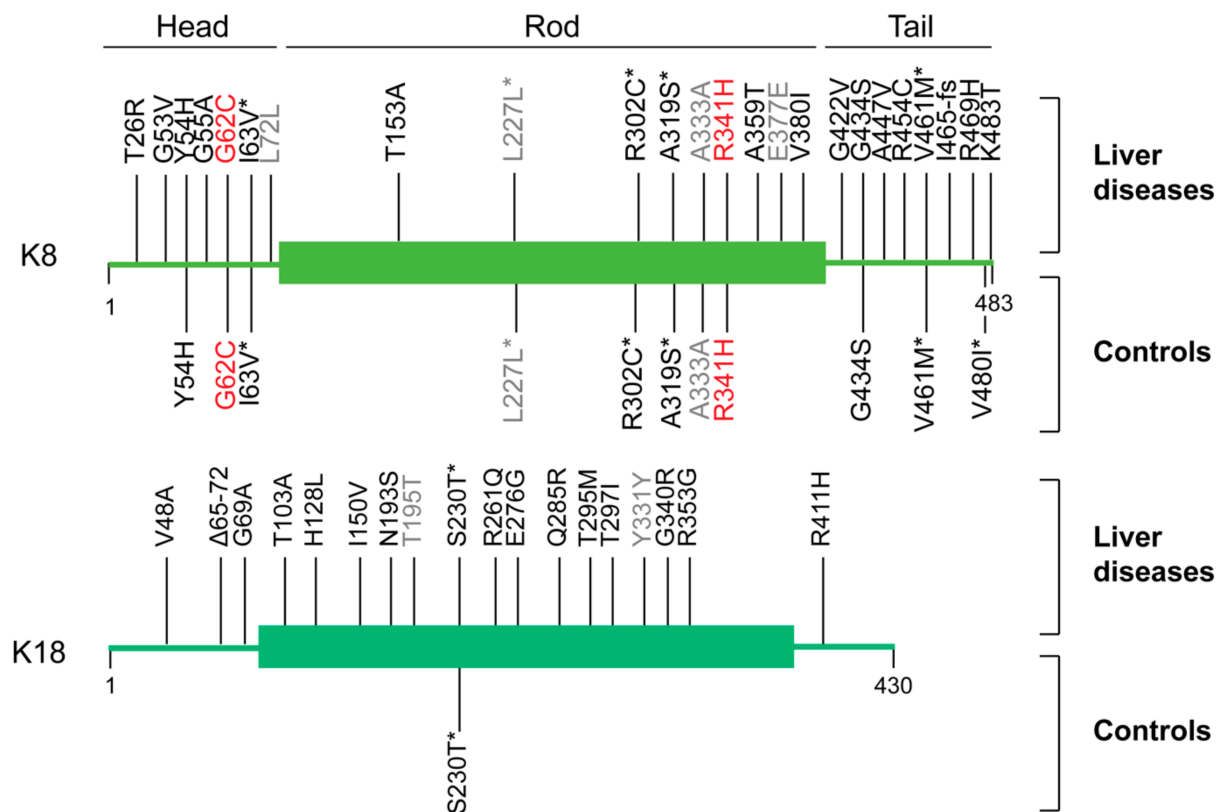 Head
Rod
Tail
T26R
G53V
Y54H
G55A
G62C
I63V*
L72L
T153A
L227L*
R302C*
A319S*
A333A
R341H
A359T
E377E
V380I
G422V
G434S
A447V
R454C
V461M*
I465-fs
R469H
K483T
Liver
diseases
K8
1
483
Y54H
G62C
I63V*
L227L*
R302C*
A319S*
A333A
R341H
G434S
V461M*
V480I*
Controls
V48A
Δ65-72
G69A
T103A
H128L
I150V
N193S
T195T
S230T*
R261Q
E276G
Q285R
T295M
T297I
Y331Y
G340R
R353G
R411H
Liver
diseases
K18
1
430
S230T*
Controls